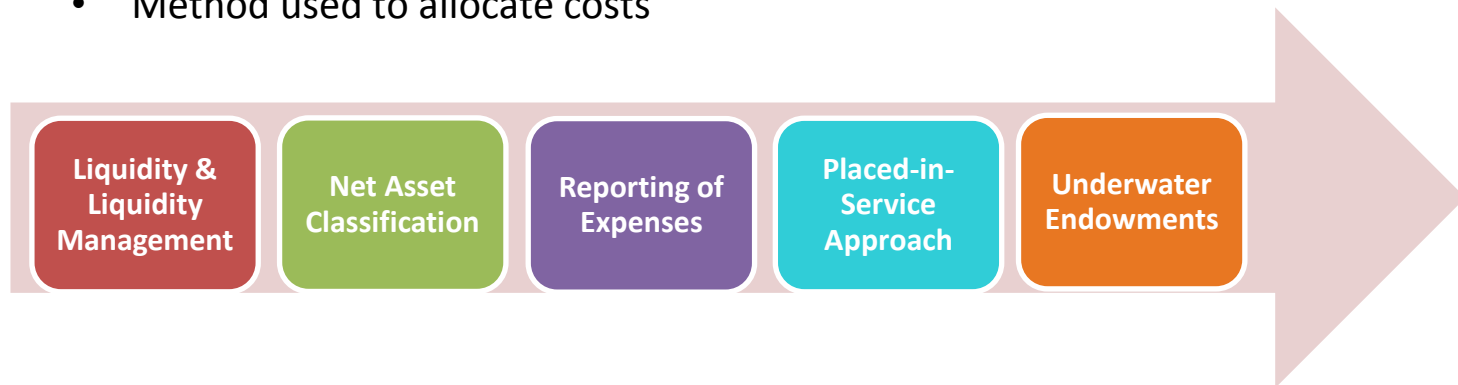 • Method used to allocate costs
Liquidity &
Liquidity
Management
Net Asset
Classification
Reporting of
Expenses
Placed-in-
Service
Approach
Underwater
Endowments